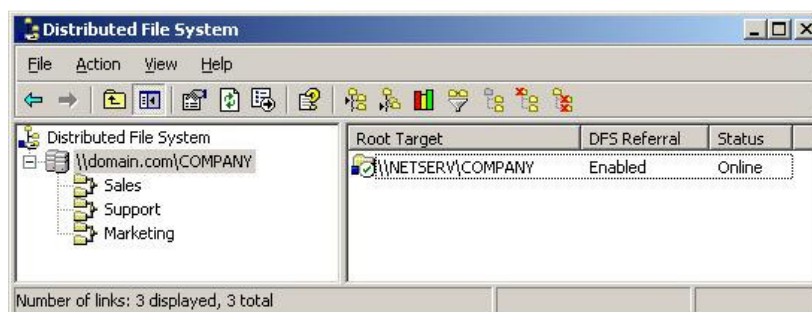 Distributed File System
File Action View Help
Distributed File System
\\domain.com\COMPANY
Sales
Support
Marketing
Root Target DFS Referral Status
\\NETSERV\COMPANY Enabled Online
Number of links: 3 displayed, 3 total